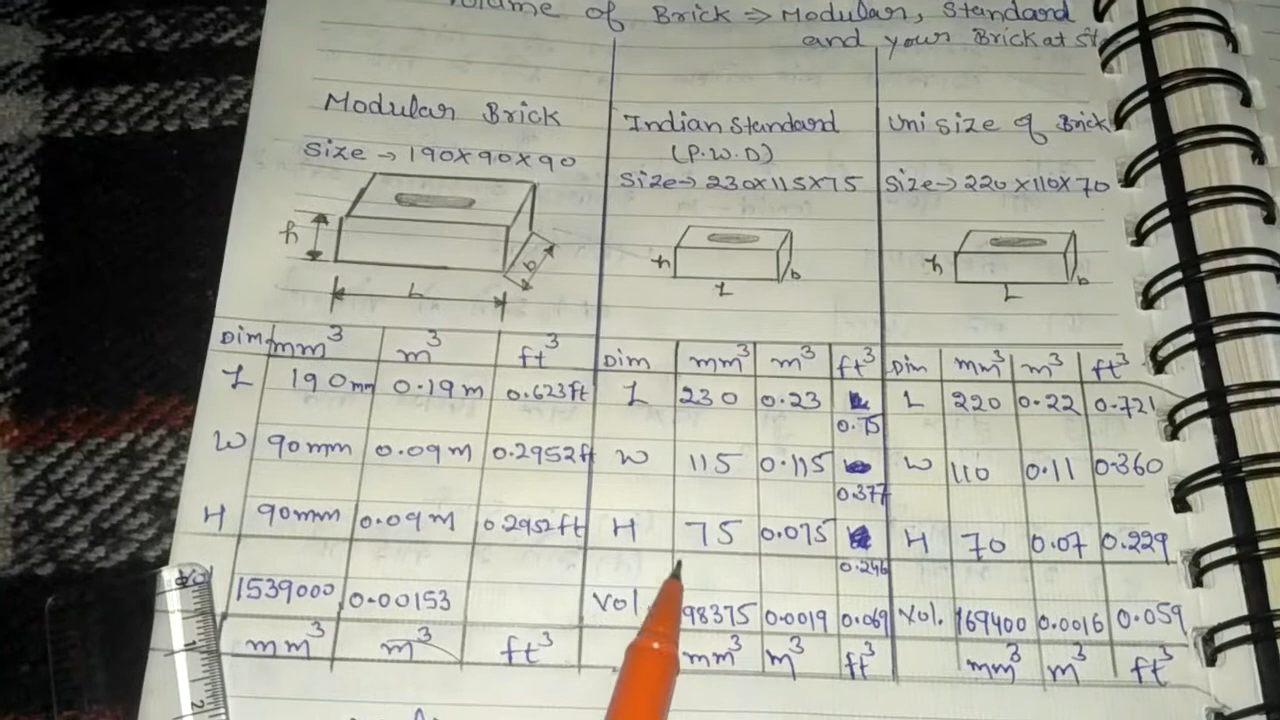 Volume of Brick ⇒ Modular, Standard
and your Brick at
Modular Brick
Size → 190×90×90
h
b
L
Indian Standard
(P.W.D)
Size → 230×115×75
h
b
L
Uni size of Brick
Size → 220×110×70
h
b
L
Dim mm³ m³ ft³ Dim mm³ m³ ft³ Dim mm³ m³ ft³
L 190mm 0.19m 0.623ft L 230 0.23 0.75 L 220 0.22 0.721
W 90mm 0.09m 0.2952ft W 115 0.115 0.377 W 110 0.11 0.360
H 90mm 0.09m 0.2952ft H 75 0.075 0.246 H 70 0.07 0.229
1539000 0.00153 Vol. 98375 0.0019 0.069 Vol. 169400 0.0016 0.059
mm³ m³ ft³ mm³ m³ ft³ mm³ m³ ft³